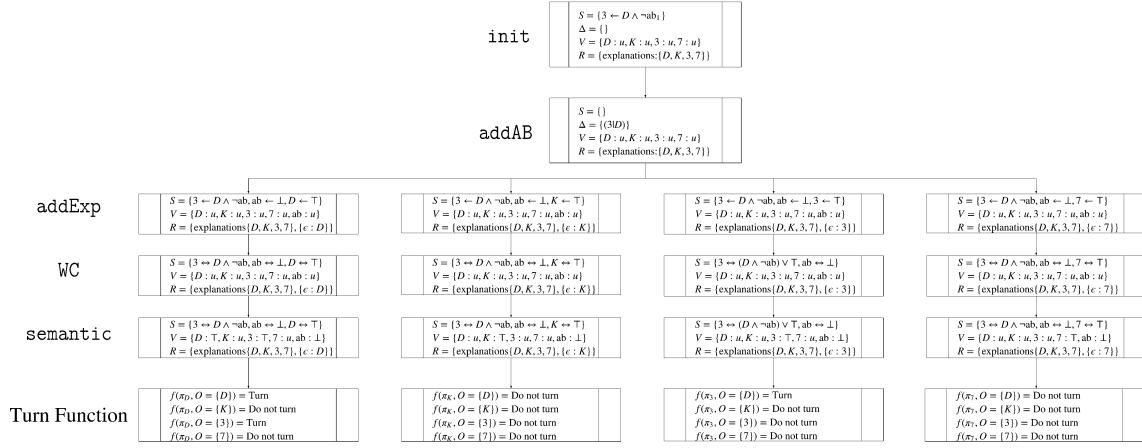 init
S = {3 ← D ∧ ¬ab₁}
Δ = {}
V = {D : u, K : u, 3 : u, 7 : u}
R = {explanations:{D, K, 3, 7}}
addAB
S = {}
Δ = {(3|D)}
V = {D : u, K : u, 3 : u, 7 : u}
R = {explanations:{D, K, 3, 7}}
addExp
S = {3 ← D ∧ ¬ab, ab ← ⊥, D ← ⊤}
V = {D : u, K : u, 3 : u, 7 : u, ab : u}
R = {explanations{D, K, 3, 7}, {ϵ : D}}
S = {3 ← D ∧ ¬ab, ab ← ⊥, K ← ⊤}
V = {D : u, K : u, 3 : u, 7 : u, ab : u}
R = {explanations{D, K, 3, 7}, {ϵ : K}}
S = {3 ← D ∧ ¬ab, ab ← ⊥, 3 ← ⊤}
V = {D : u, K : u, 3 : u, 7 : u, ab : u}
R = {explanations{D, K, 3, 7}, {ϵ : 3}}
S = {3 ← D ∧ ¬ab, ab ← ⊥, 7 ← ⊤}
V = {D : u, K : u, 3 : u, 7 : u, ab : u}
R = {explanations{D, K, 3, 7}, {ϵ : 7}}
WC
S = {3 ↔ D ∧ ¬ab, ab ↔ ⊥, D ↔ ⊤}
V = {D : u, K : u, 3 : u, 7 : u, ab : u}
R = {explanations{D, K, 3, 7}, {ϵ : D}}
S = {3 ↔ D ∧ ¬ab, ab ↔ ⊥, K ↔ ⊤}
V = {D : u, K : u, 3 : u, 7 : u, ab : u}
R = {explanations{D, K, 3, 7}, {ϵ : K}}
S = {3 ↔ (D ∧ ¬ab) ∨ ⊤, ab ↔ ⊥}
V = {D : u, K : u, 3 : u, 7 : u, ab : u}
R = {explanations{D, K, 3, 7}, {ϵ : 3}}
S = {3 ↔ D ∧ ¬ab, ab ↔ ⊥, 7 ↔ ⊤}
V = {D : u, K : u, 3 : u, 7 : u, ab : u}
R = {explanations{D, K, 3, 7}, {ϵ : 7}}
semantic
S = {3 ↔ D ∧ ¬ab, ab ↔ ⊥, D ↔ ⊤}
V = {D : ⊤, K : u, 3 : ⊤, 7 : u, ab : ⊥}
R = {explanations{D, K, 3, 7}, {ϵ : D}}
S = {3 ↔ D ∧ ¬ab, ab ↔ ⊥, K ↔ ⊤}
V = {D : u, K : ⊤, 3 : u, 7 : u, ab : ⊥}
R = {explanations{D, K, 3, 7}, {ϵ : K}}
S = {3 ↔ (D ∧ ¬ab) ∨ ⊤, ab ↔ ⊥}
V = {D : u, K : u, 3 : ⊤, 7 : u, ab : ⊥}
R = {explanations{D, K, 3, 7}, {ϵ : 3}}
S = {3 ↔ D ∧ ¬ab, ab ↔ ⊥, 7 ↔ ⊤}
V = {D : u, K : u, 3 : u, 7 : ⊤, ab : ⊥}
R = {explanations{D, K, 3, 7}, {ϵ : 7}}
Turn Function
f(π_D, O = {D}) = Turn
f(π_D, O = {K}) = Do not turn
f(π_D, O = {3}) = Turn
f(π_D, O = {7}) = Do not turn
f(π_K, O = {D}) = Do not turn
f(π_K, O = {K}) = Do not turn
f(π_K, O = {3}) = Do not turn
f(π_K, O = {7}) = Do not turn
f(π₃, O = {D}) = Turn
f(π₃, O = {K}) = Do not turn
f(π₃, O = {3}) = Do not turn
f(π₃, O = {7}) = Do not turn
f(π₇, O = {D}) = Do not turn
f(π₇, O = {K}) = Do not turn
f(π₇, O = {3}) = Do not turn
f(π₇, O = {7}) = Do not turn